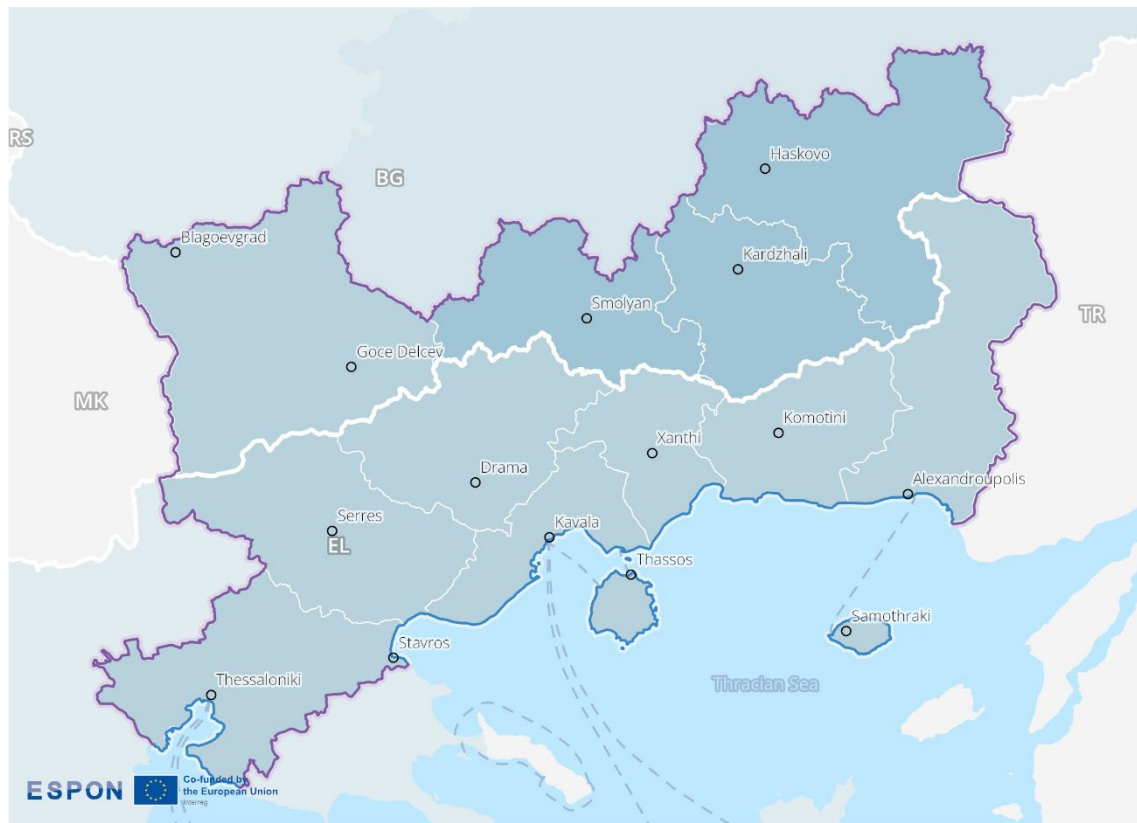 RS
BG
Haskovo
Blagoevgrad
Kardzhali
Smolyan
TR
Goce Delcev
MK
Komotini
Xanthi
Drama
Alexandroupolis
Serres
Kavala
EL
Thassos
Samothraki
Stavros
Thessaloniki
Thracian Sea
ESPON
Co-funded by
the European Union
Interreg